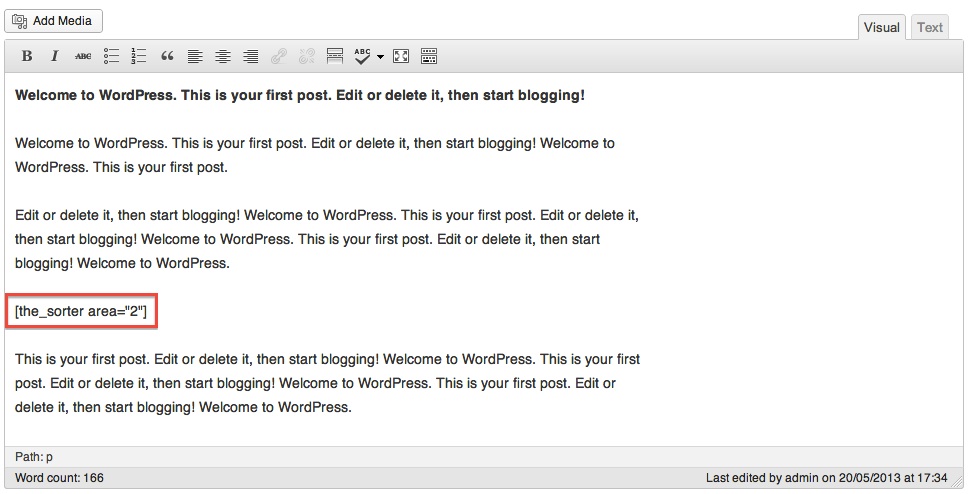 Add Media
Visual Text
B I ABC 1 2 3 “ ABC
Welcome to WordPress. This is your first post. Edit or delete it, then start blogging!
Welcome to WordPress. This is your first post. Edit or delete it, then start blogging! Welcome to
WordPress. This is your first post.
Edit or delete it, then start blogging! Welcome to WordPress. This is your first post. Edit or delete it,
then start blogging! Welcome to WordPress. This is your first post. Edit or delete it, then start
blogging! Welcome to WordPress.
[the_sorter area="2"]
This is your first post. Edit or delete it, then start blogging! Welcome to WordPress. This is your first
post. Edit or delete it, then start blogging! Welcome to WordPress. This is your first post. Edit or
delete it, then start blogging! Welcome to WordPress.
Path: p
Word count: 166 Last edited by admin on 20/05/2013 at 17:34